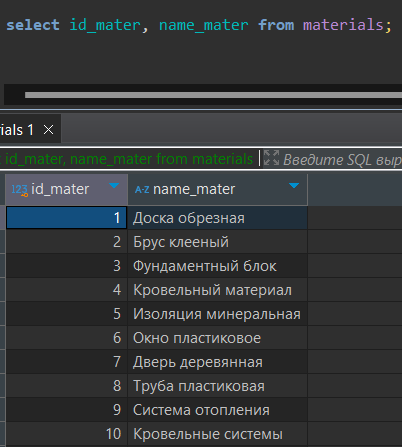 select id_mater, name_mater from materials;
ials 1
id_mater, name_mater from materials Введите SQL выр
123 id_mater A-Z name_mater
1 Доска обрезная
2 Брус клееный
3 Фундаментный блок
4 Кровельный материал
5 Изоляция минеральная
6 Окно пластиковое
7 Дверь деревянная
8 Труба пластиковая
9 Система отопления
10 Кровельные системы